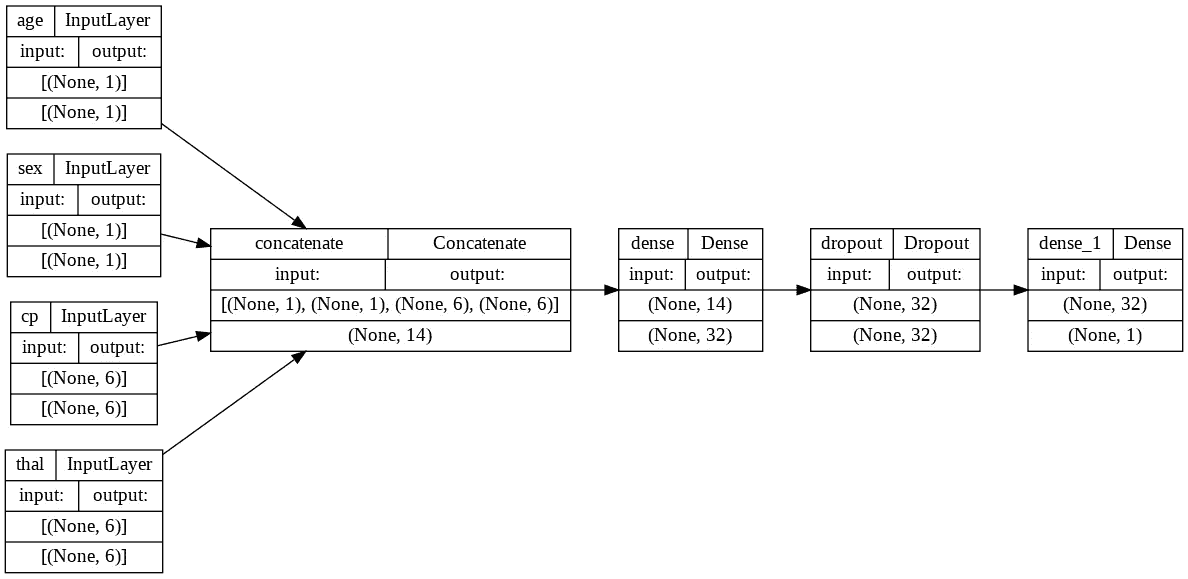 age InputLayer
input: output:
[(None, 1)]
[(None, 1)]
sex InputLayer
input: output:
[(None, 1)]
[(None, 1)]
cp InputLayer
input: output:
[(None, 6)]
[(None, 6)]
thal InputLayer
input: output:
[(None, 6)]
[(None, 6)]
concatenate Concatenate
input: output:
[(None, 1), (None, 1), (None, 6), (None, 6)]
(None, 14)
dense Dense
input: output:
(None, 14)
(None, 32)
dropout Dropout
input: output:
(None, 32)
(None, 32)
dense_1 Dense
input: output:
(None, 32)
(None, 1)